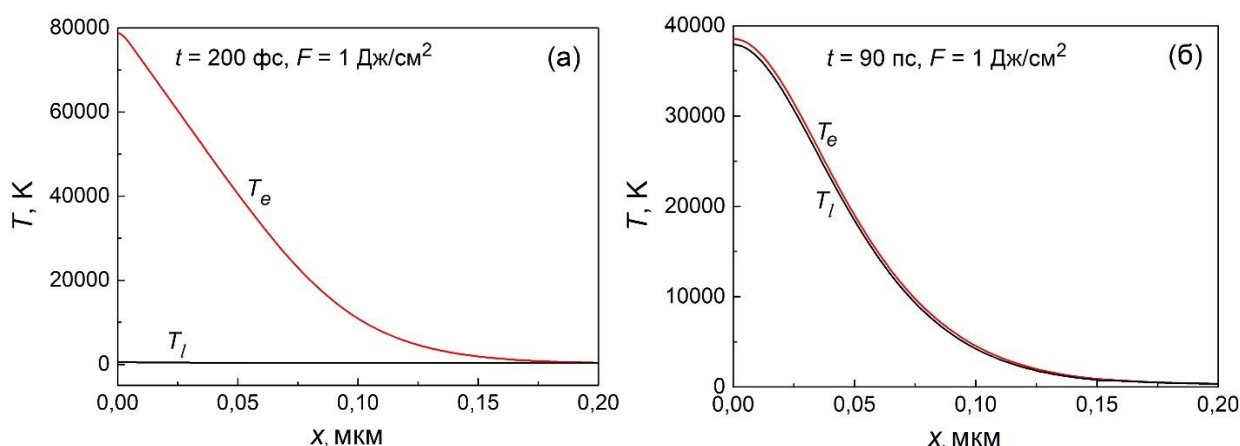 t = 200 фс, F = 1 Дж/см²
(а)
T, K
80000
60000
40000
20000
0
Tₑ
Tₗ
0,00 0,05 0,10 0,15 0,20
x, мкм
t = 90 пс, F = 1 Дж/см²
(б)
T, K
40000
30000
20000
10000
0
Tₑ
Tₗ
0,00 0,05 0,10 0,15 0,20
x, мкм